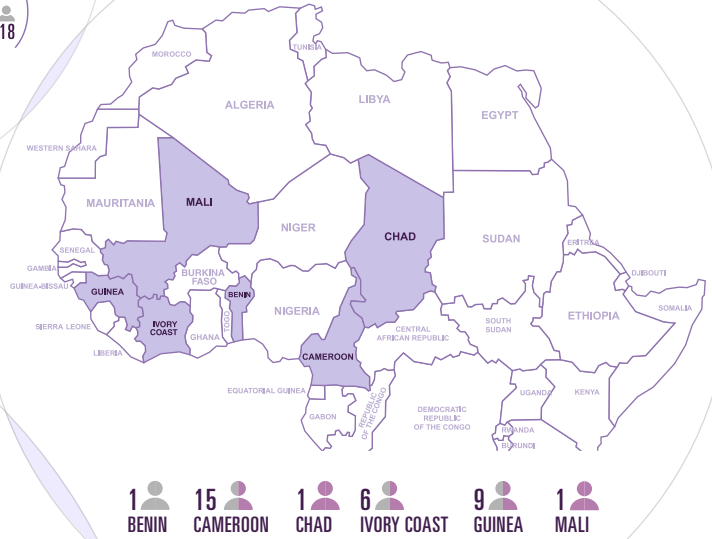 18
MOROCCO
TUNISIA
ALGERIA
LIBYA
EGYPT
WESTERN SAHARA
MAURITANIA
MALI
NIGER
CHAD
SUDAN
ERITREA
SENEGAL
GAMBIA
GUINEA-BISSAU
GUINEA
BURKINA
FASO
BENIN
DJIBOUTI
SOMALIA
SIERRA LEONE
IVORY
COAST
GHANA
TOGO
NIGERIA
CENTRAL
AFRICAN REPUBLIC
SOUTH
SUDAN
ETHIOPIA
LIBERIA
CAMEROON
EQUATORIAL GUINEA
GABON
REPUBLIC
OF THE CONGO
DEMOCRATIC
REPUBLIC
OF THE CONGO
UGANDA
KENYA
RWANDA
BURUNDI
1 15 1 6 9 1
BENIN CAMEROON CHAD IVORY COAST GUINEA MALI